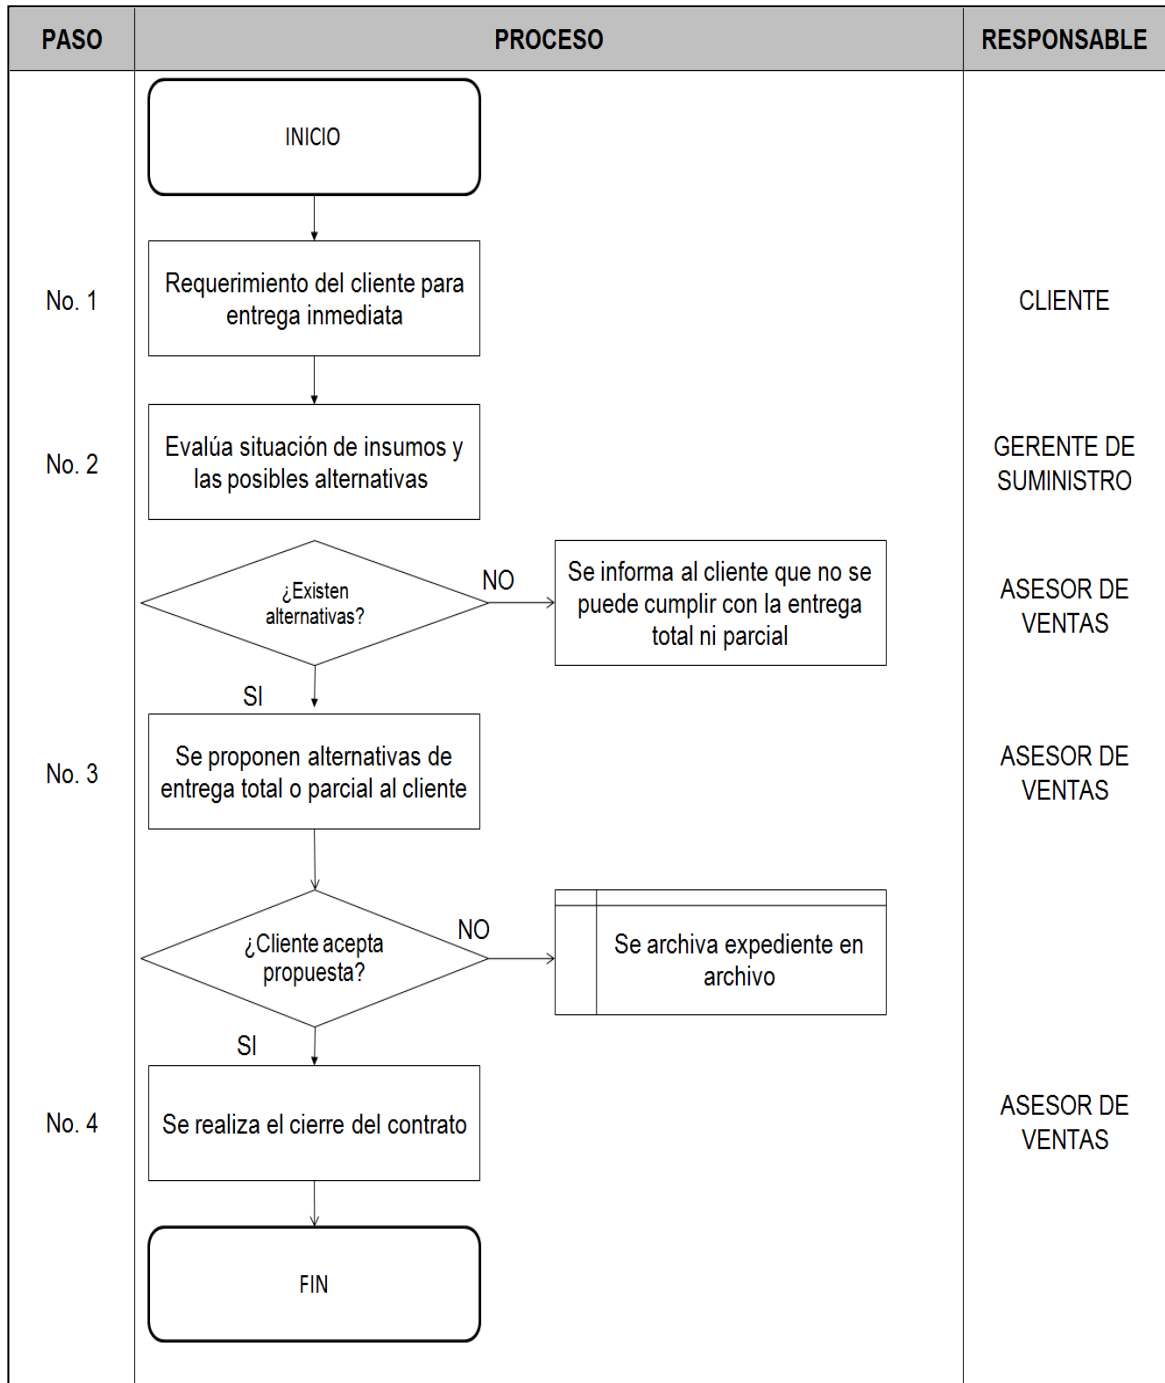 PASO
PROCESO
RESPONSABLE
INICIO
No. 1
Requerimiento del cliente para
entrega inmediata
CLIENTE
No. 2
Evalúa situación de insumos y
las posibles alternativas
GERENTE DE
SUMINISTRO
¿Existen
alternativas?
NO
Se informa al cliente que no se
puede cumplir con la entrega
total ni parcial
ASESOR DE
VENTAS
SI
No. 3
Se proponen alternativas de
entrega total o parcial al cliente
ASESOR DE
VENTAS
¿Cliente acepta
propuesta?
NO
Se archiva expediente en
archivo
SI
No. 4
Se realiza el cierre del contrato
ASESOR DE
VENTAS
FIN